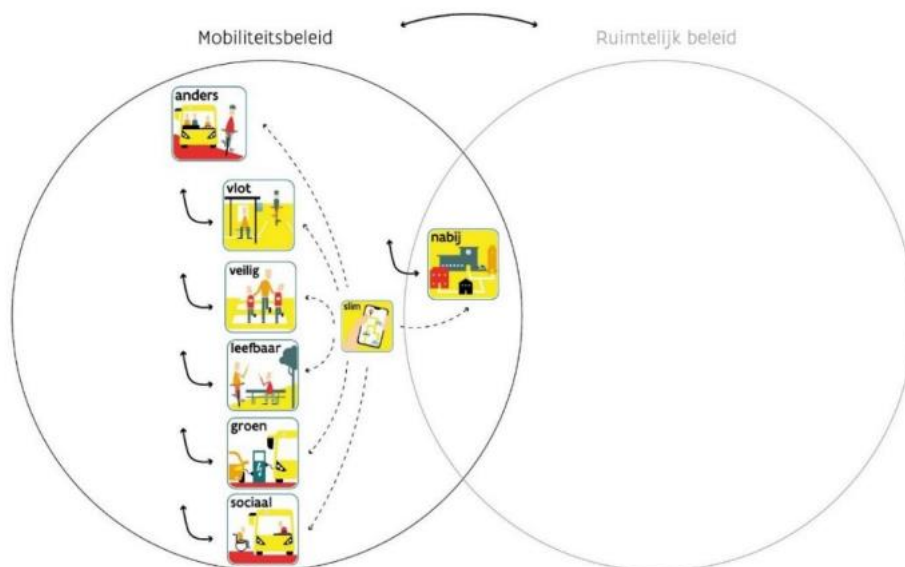 Mobiliteitsbeleid
Ruimtelijk beleid
anders
vlot
nabij
veilig
slim
leefbaar
groen
sociaal